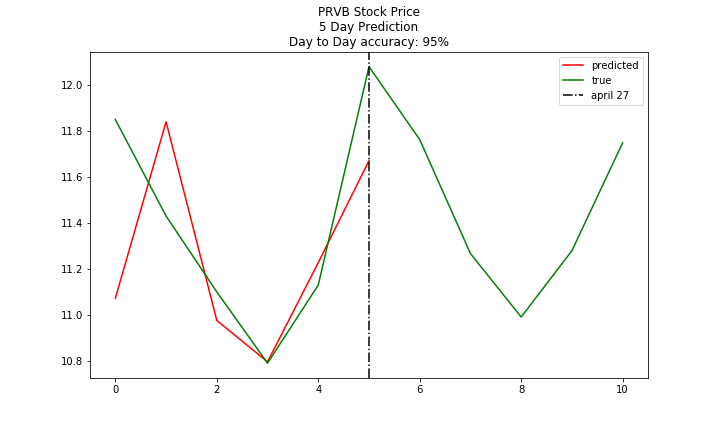 PRVB Stock Price
5 Day Prediction
Day to Day accuracy: 95%
predicted
true
april 27
12.0
11.8
11.6
11.4
11.2
11.0
10.8
0 2 4 6 8 10